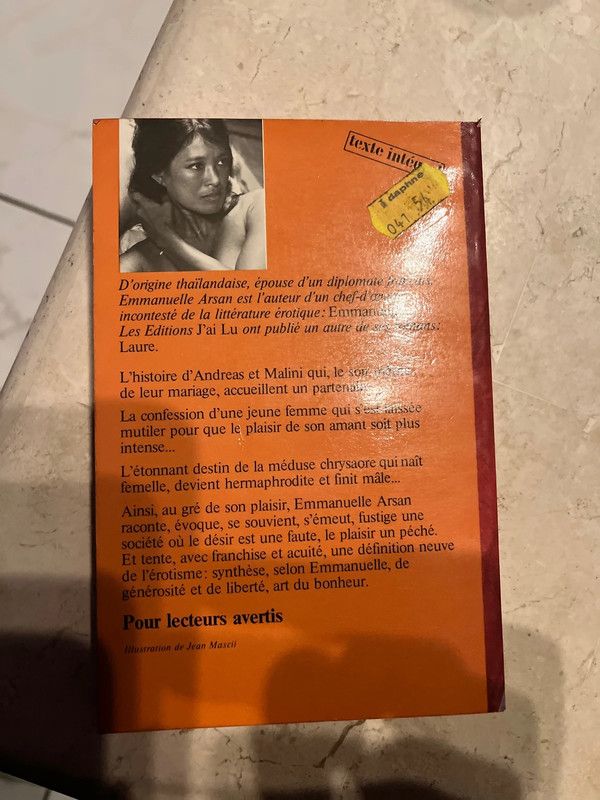 texte intég
daphne
041
D'origine thaïlandaise, épouse d'un diplomate
Emmanuelle Arsan est l'auteur d'un
incontesté de la littérature érotique:
Les Editions J'ai Lu ont publié un autre de
Laure.
L'histoire d'Andreas et Malini qui, le
de leur mariage, accueillent un
La confession d'une jeune femme qui s'est laissée
mutiler pour que le plaisir de son amant soit plus
intense...
L'étonnant destin de la méduse chrysaore qui naît
femelle, devient hermaphrodite et finit mâle...
Ainsi, au gré de son plaisir, Emmanuelle Arsan
raconte, évoque, se souvient, s'émeut, fustige une
société où le désir est une faute, le plaisir un péché.
Et tente, avec franchise et acuité, une définition neuve
de l'érotisme: synthèse, selon Emmanuelle, de
générosité et de liberté, art du bonheur.
Pour lecteurs avertis
Illustration de Jean Mascii